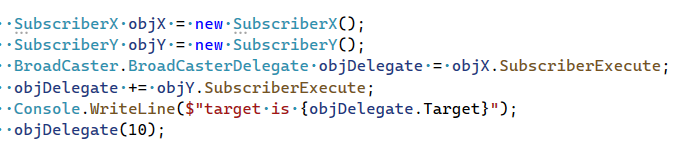 SubscriberX objX = new SubscriberX();
SubscriberY objY = new SubscriberY();
BroadCaster.BroadCasterDelegate objDelegate = objX.SubscriberExecute;
objDelegate += objY.SubscriberExecute;
Console.WriteLine($"target is {objDelegate.Target}");
objDelegate(10);